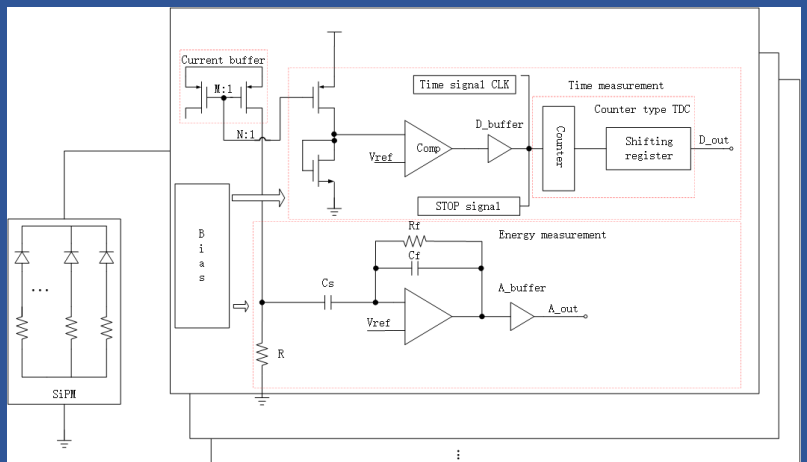 Current buffer
M:1
N:1
Time signal CLK
Time measurement
Counter type TDC
D_buffer
Comp
Vref
Counter
Shifting
register
D_out
STOP signal
Bias
Energy measurement
Rf
Cf
Cs
A_buffer
A_out
Vref
R
SiPM
...
⋮